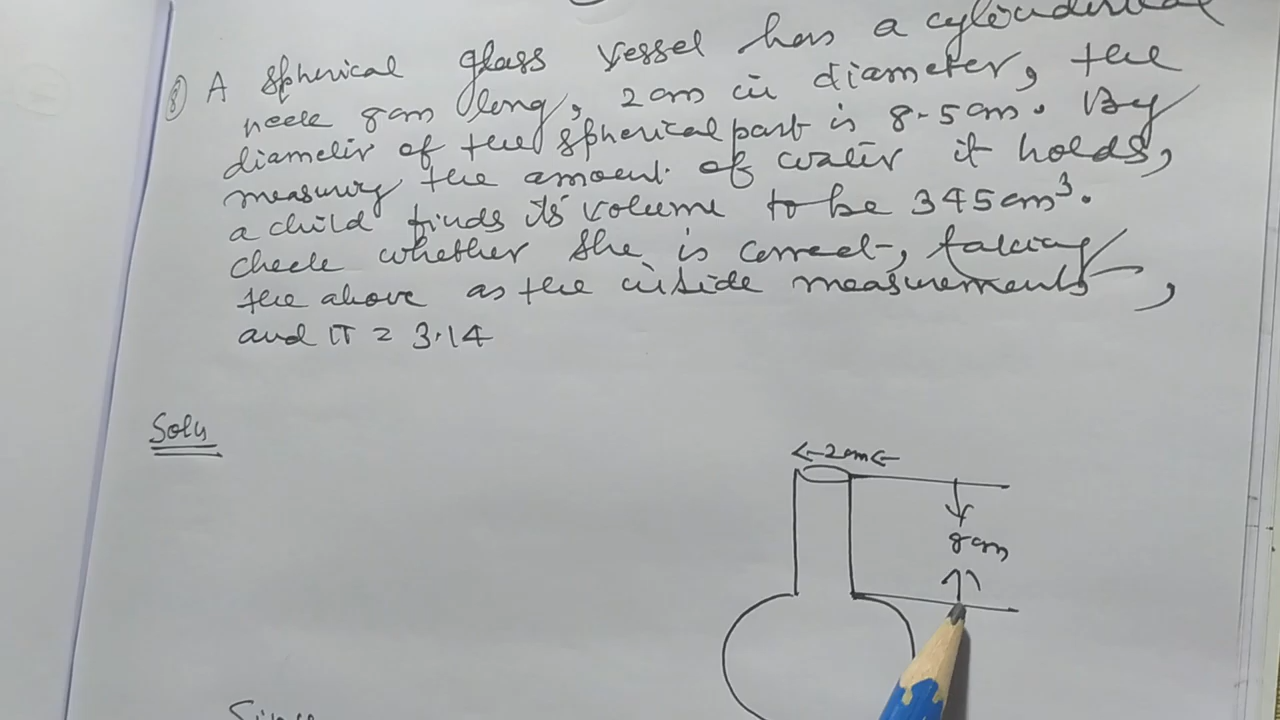 ⑧ A spherical glass vessel has a cylindrical
neck 8cm long, 2cm in diameter, the
diameter of the spherical part is 8.5cm. By
measuring the amount of water it holds,
a child finds its volume to be 345cm³.
check whether she is correct, taking
the above as the inside measurements,
and π = 3.14
Soln
←2cm←
8cm
Since